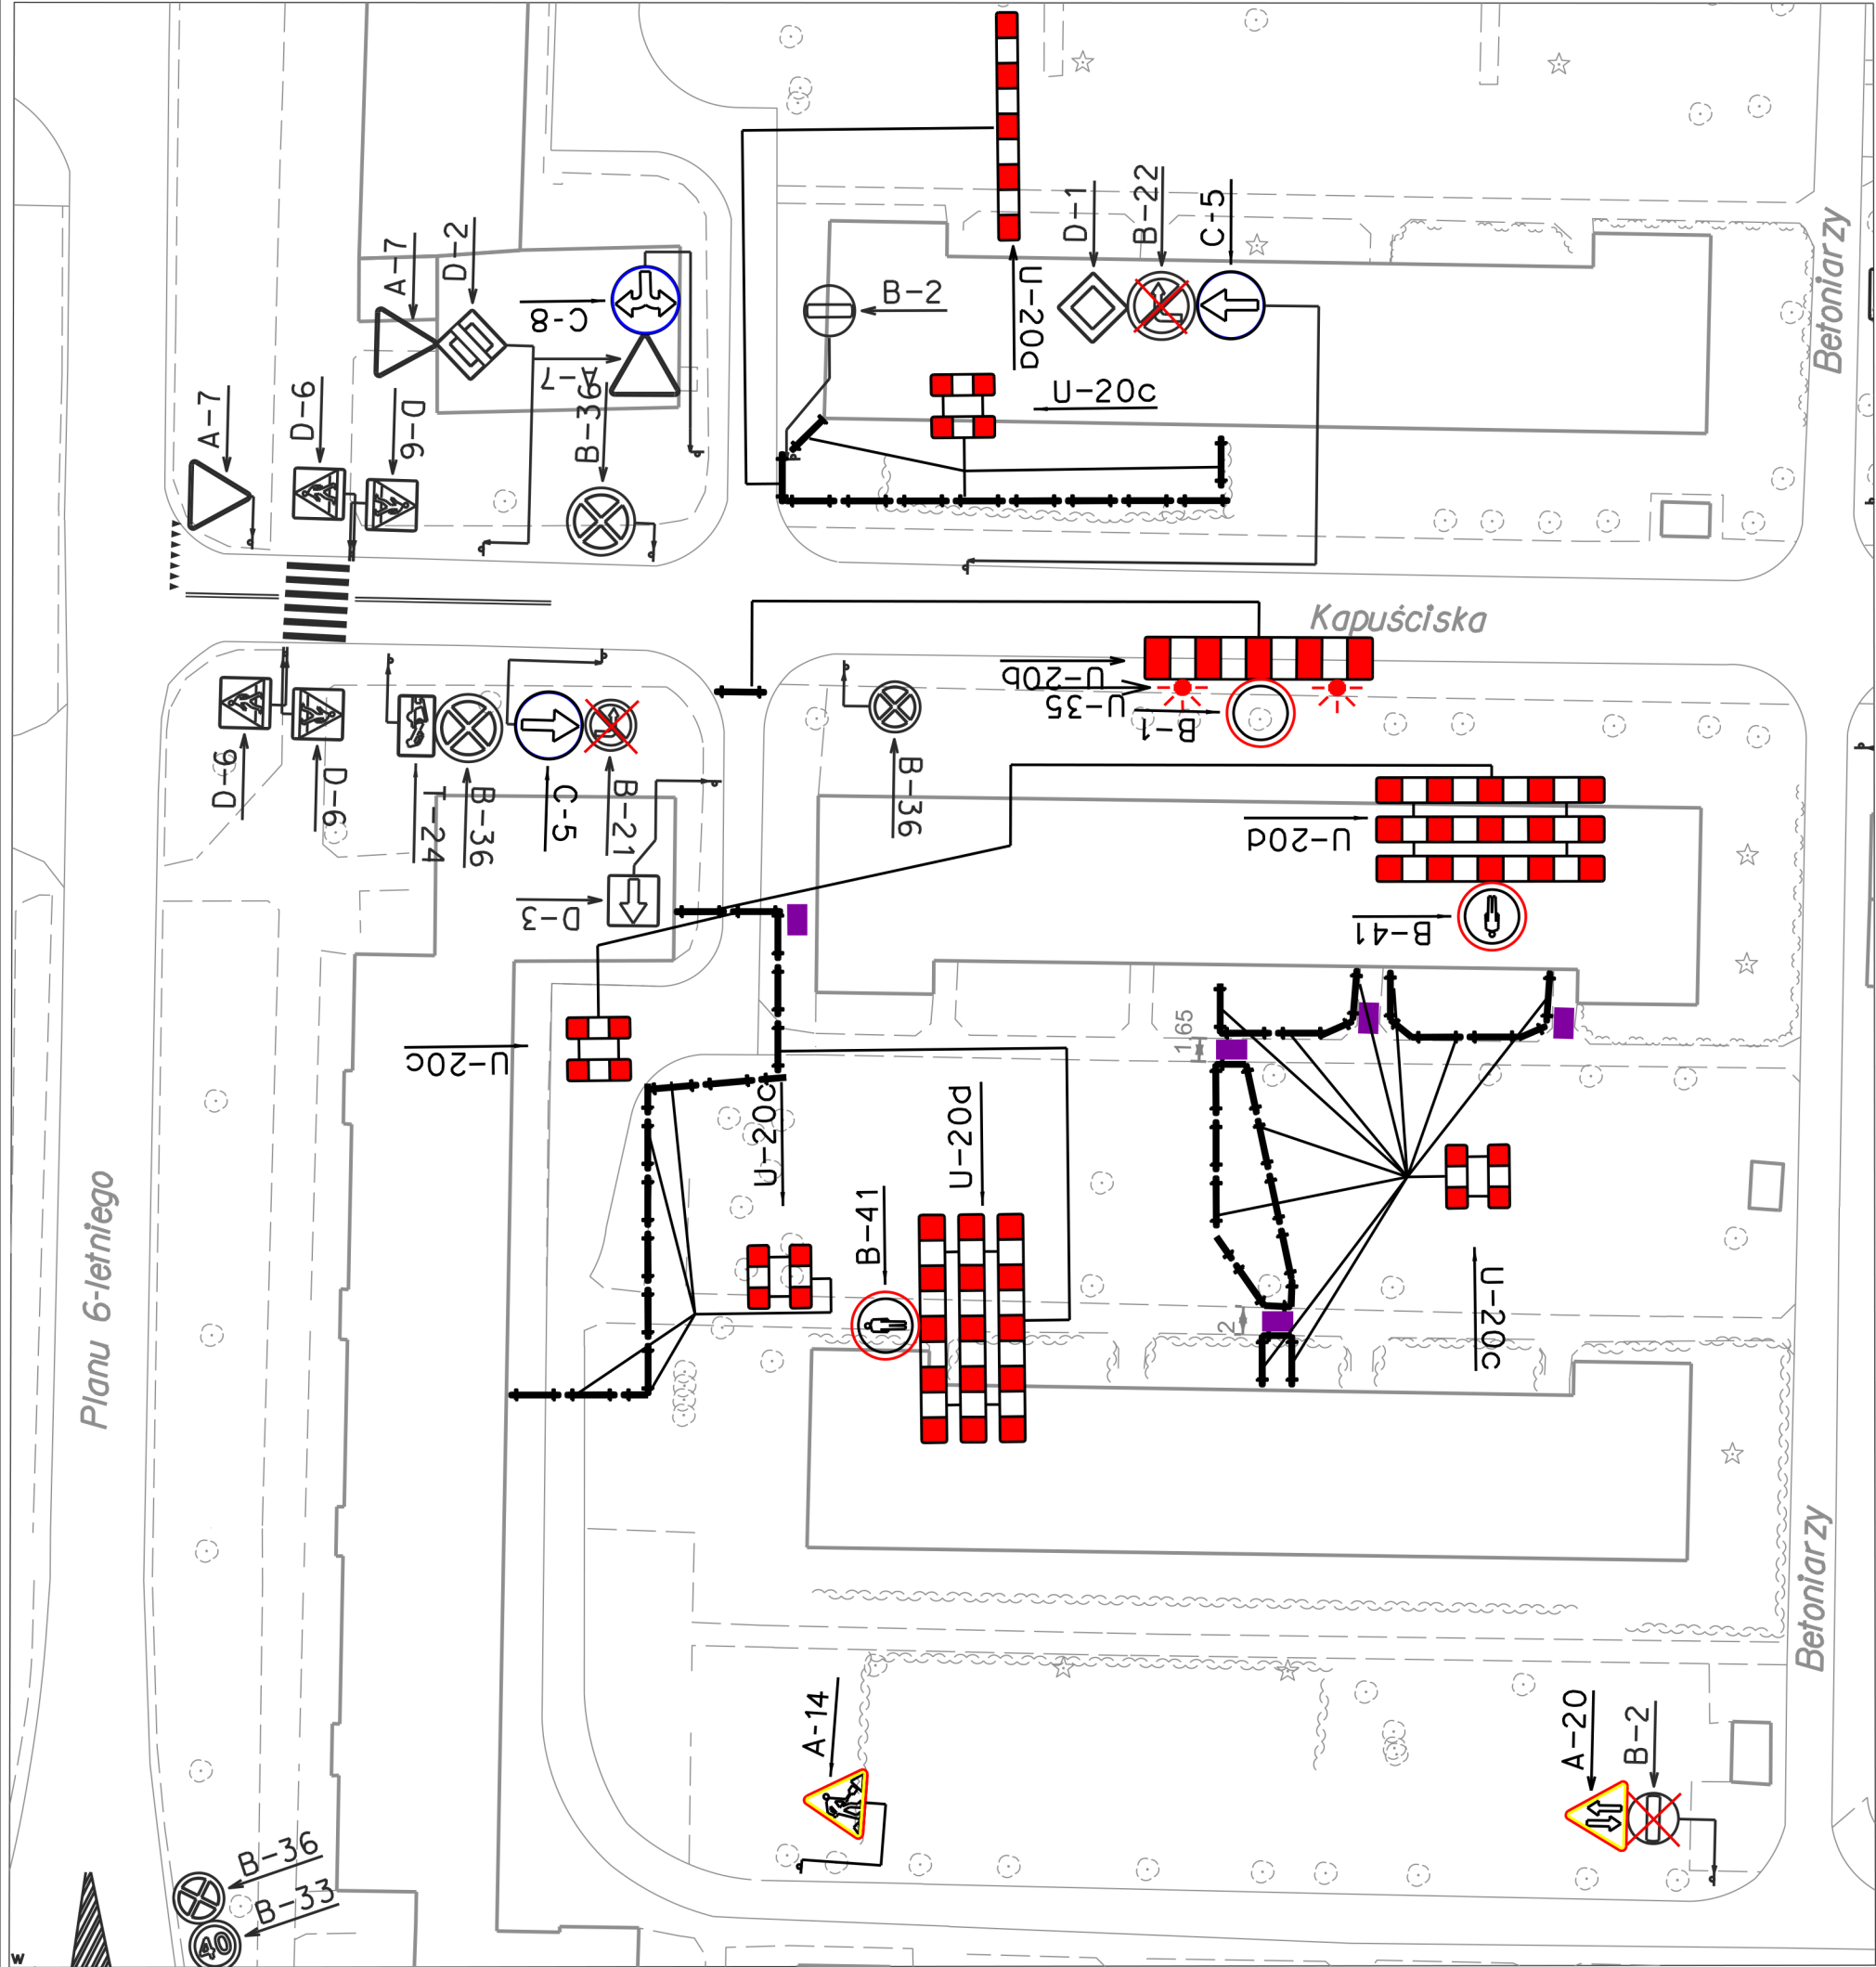 D-1
B-22
C-5
Betoniarzy
A-7
D-2
C-8
B-2
U-20a
A-7
U-20c
A-7
D-6
D-6
B-36
Kapuściska
U-20b
U-35
B-1
D-6
D-6
T-24
B-36
C-5
B-21
B-36
U-20d
D-3
B-41
U-20c
1,65
U-20c
U-20d
B-41
Planu 6-letniego
2
U-20c
Betoniarzy
A-14
A-20
B-2
B-36
B-33
40
w